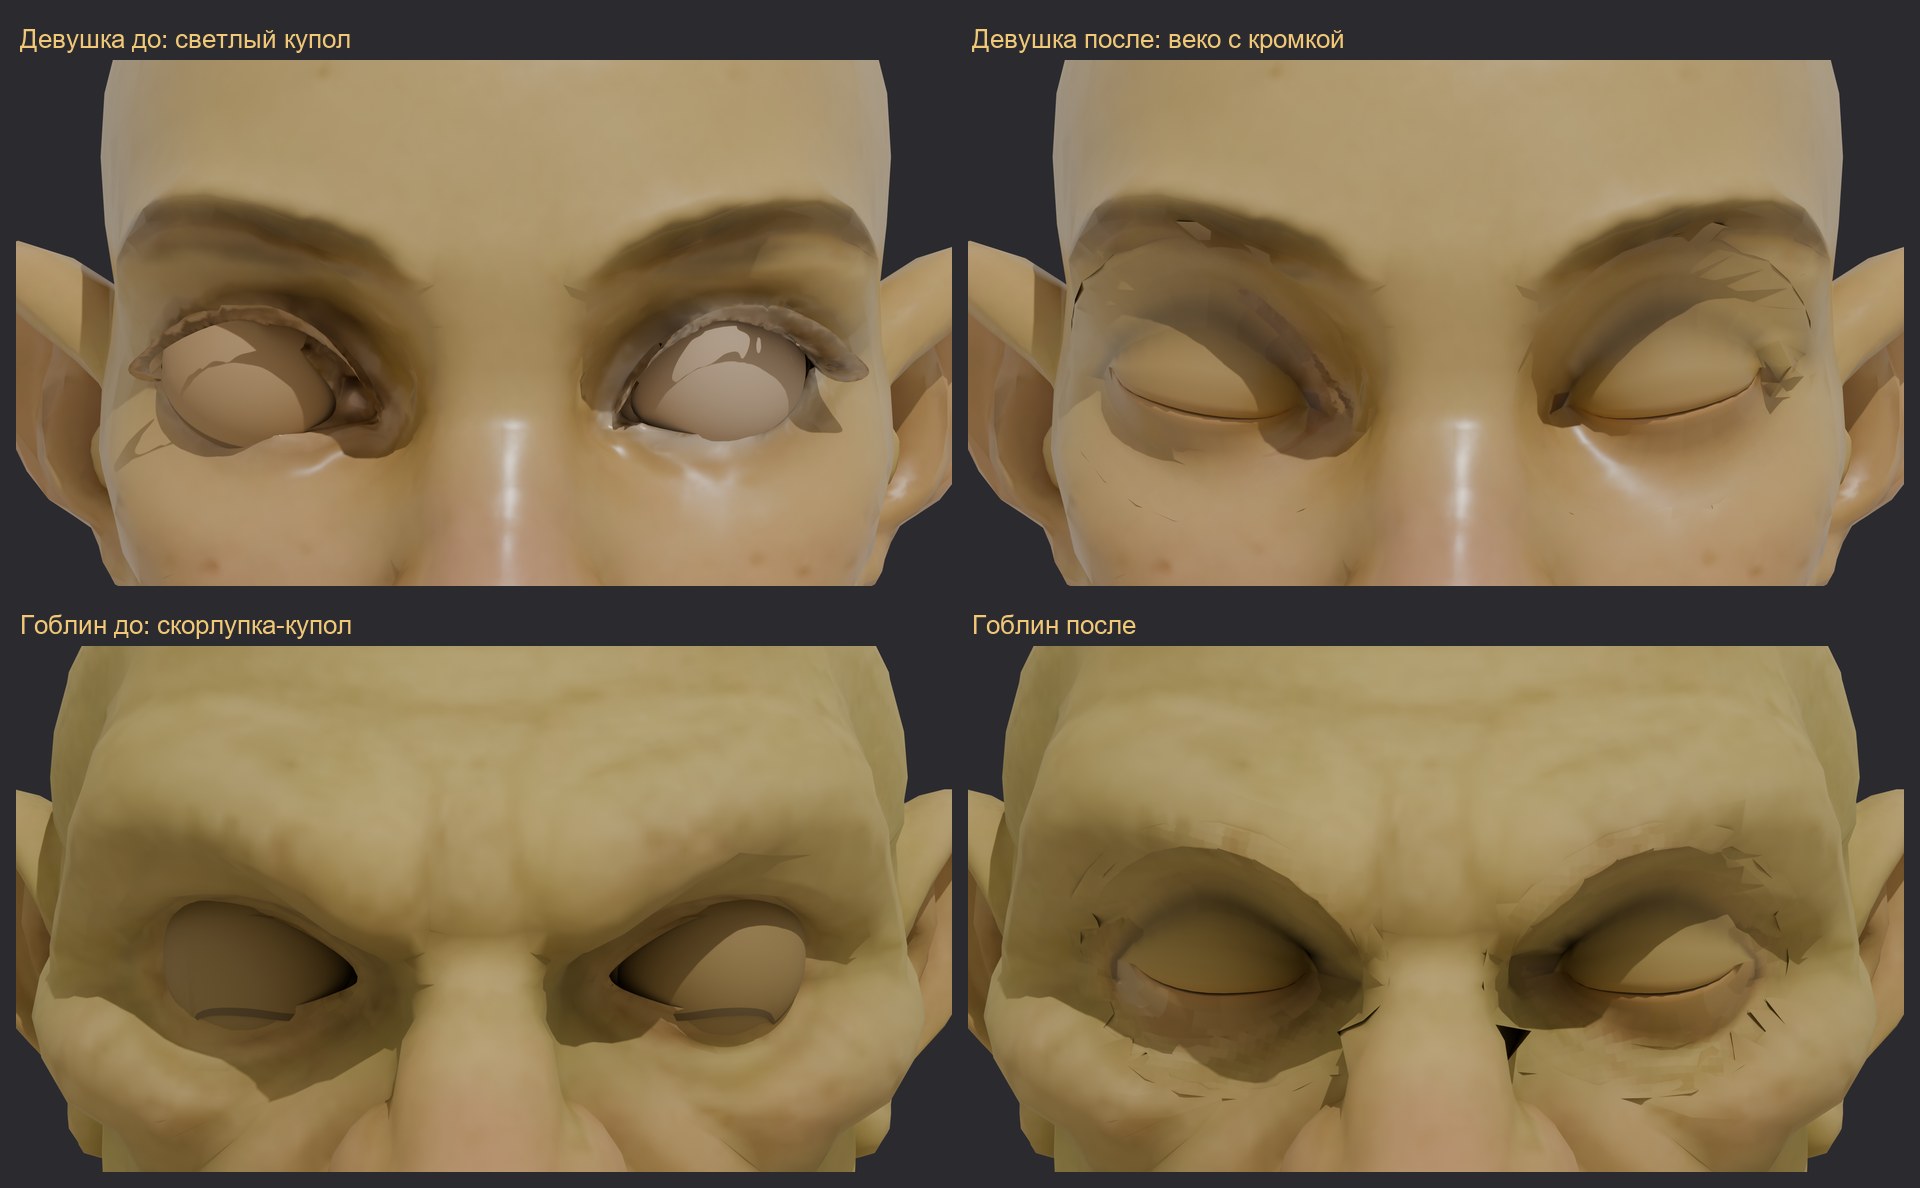 Девушка до: светлый купол
Девушка после: веко с кромкой
Гоблин до: скорлупка-купол
Гоблин после